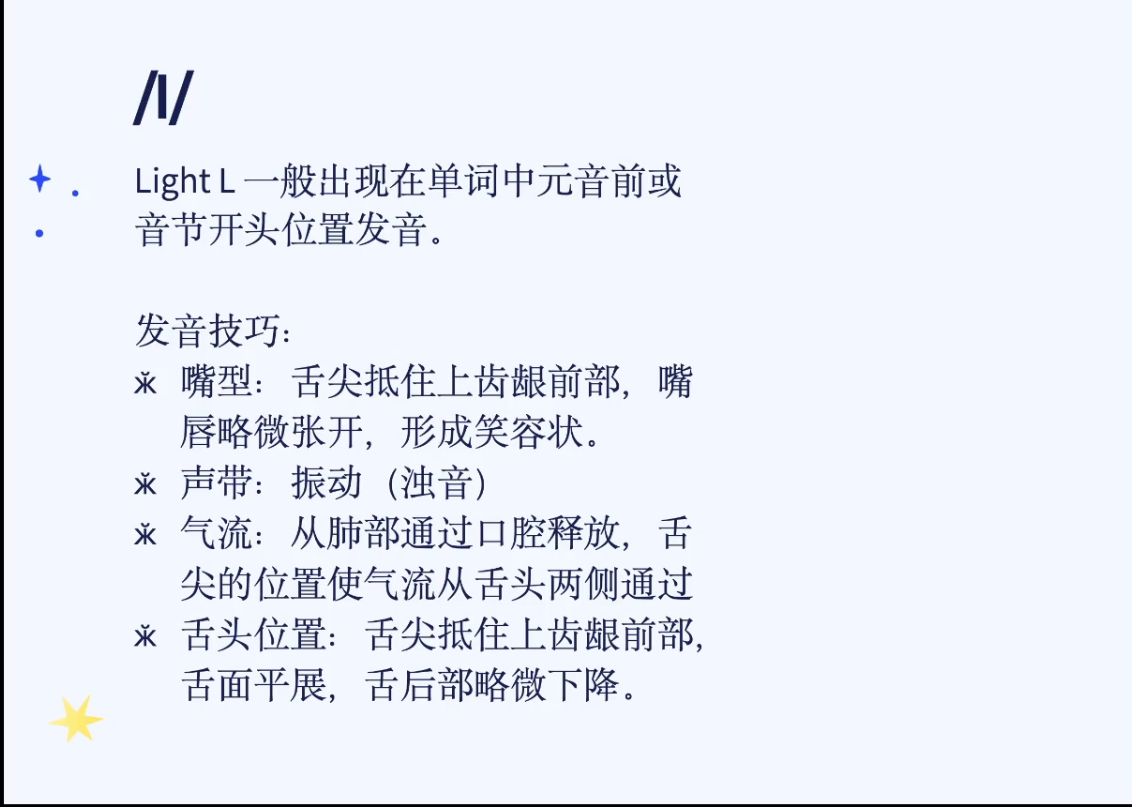 /l/
Light L 一般出现在单词中元音前或
音节开头位置发音。
发音技巧：
ӝ 嘴型：舌尖抵住上齿龈前部，嘴
唇略微张开，形成笑容状。
ӝ 声带：振动（浊音）
ӝ 气流：从肺部通过口腔释放，舌
尖的位置使气流从舌头两侧通过
ӝ 舌头位置：舌尖抵住上齿龈前部，
舌面平展，舌后部略微下降。